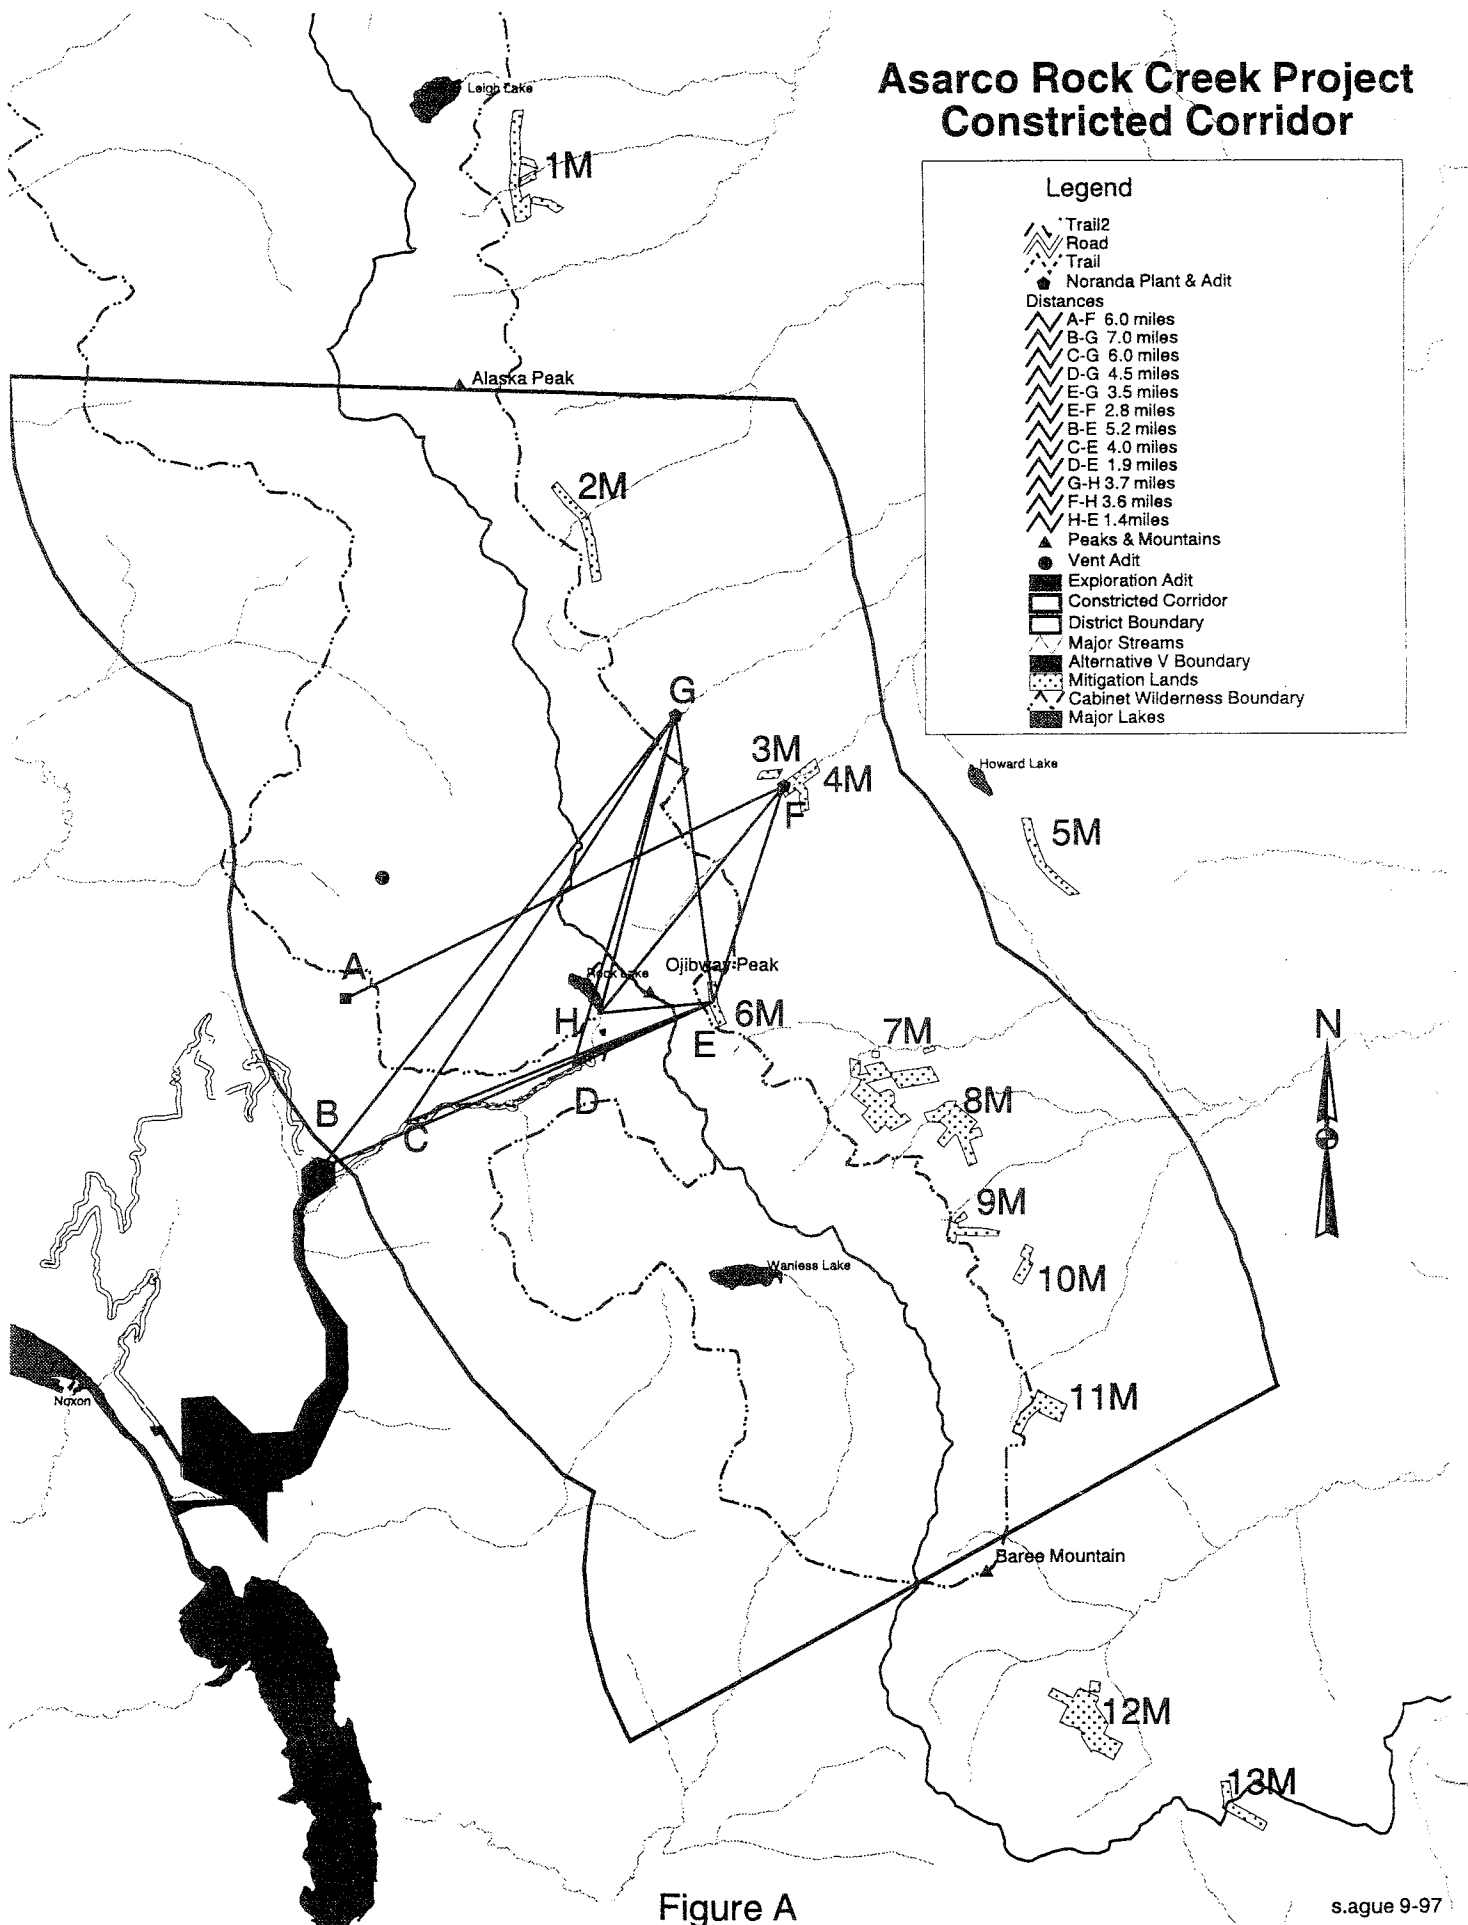 Asarco Rock Creek Project
Constricted Corridor
Legend
Trail2
Road
Trail
Noranda Plant & Adit
Distances
A-F 6.0 miles
B-G 7.0 miles
C-G 6.0 miles
D-G 4.5 miles
E-G 3.5 miles
E-F 2.8 miles
B-E 5.2 miles
C-E 4.0 miles
D-E 1.9 miles
G-H 3.7 miles
F-H 3.6 miles
H-E 1.4miles
Peaks & Mountains
Vent Adit
Exploration Adit
Constricted Corridor
District Boundary
Major Streams
Alternative V Boundary
Mitigation Lands
Cabinet Wilderness Boundary
Major Lakes
Leigh Lake
1M
Alaska Peak
2M
G
3M
4M
F
Howard Lake
5M
A
Rock Lake
Ojibway Peak
H
6M
E
7M
N
B
C
D
8M
9M
Wanless Lake
10M
Noxon
11M
Baree Mountain
12M
13M
Figure A
s.ague 9-97